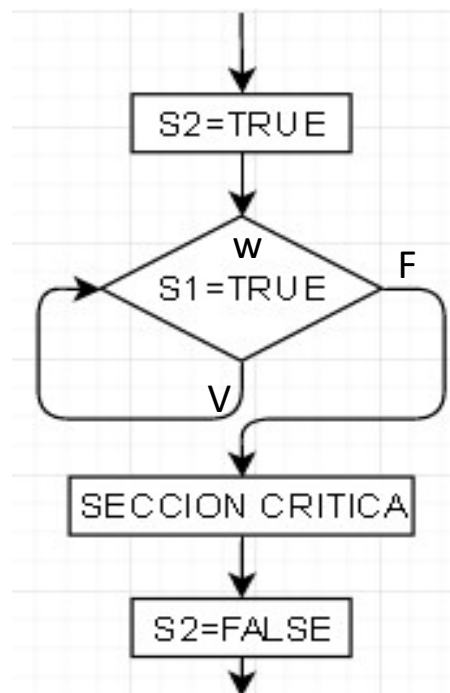 S2=TRUE
W
S1=TRUE
F
V
SECCION CRITICA
S2=FALSE